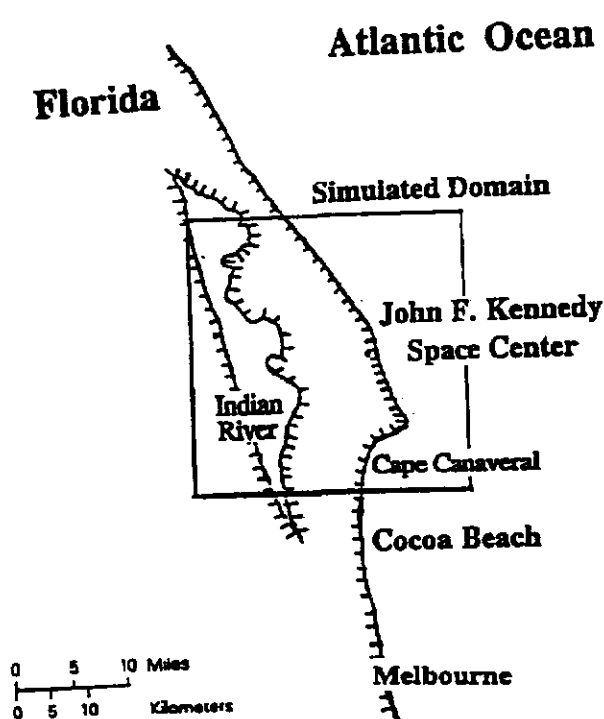 Atlantic Ocean
Florida
Simulated Domain
John F. Kennedy
Space Center
Indian
River
Cape Canaveral
Cocoa Beach
0 5 10 Miles
0 5 10 Kilometers
Melbourne